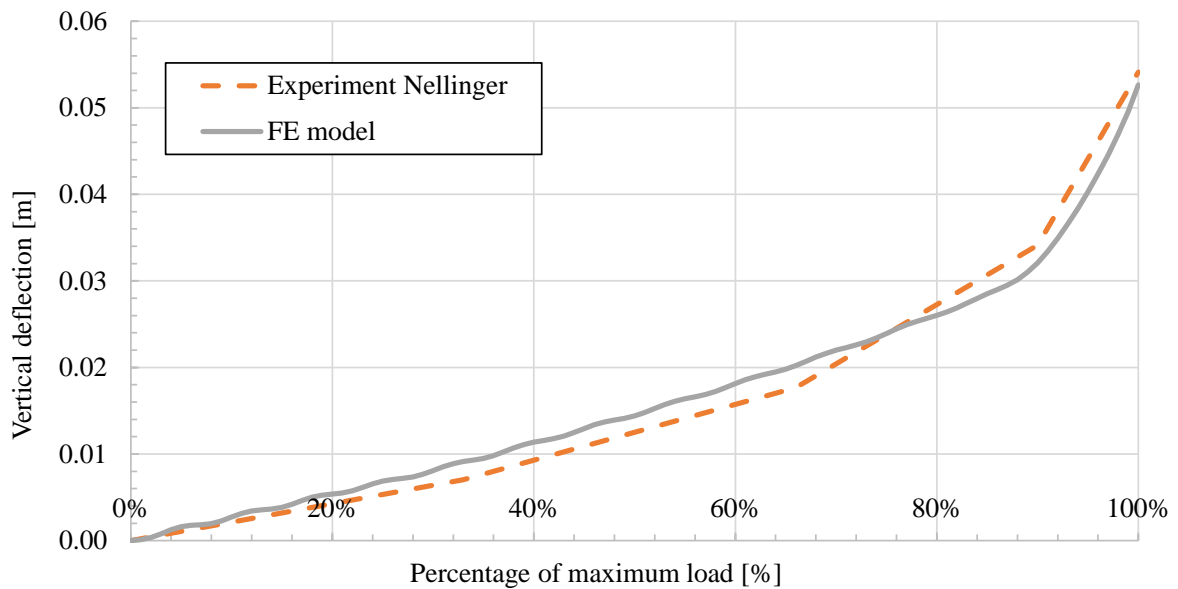 0.06
Experiment Nellinger
0.05
FE model
0.04
Vertical deflection [m]
0.03
0.02
0.01
0% 20% 40% 60% 80% 100%
0.00
Percentage of maximum load [%]